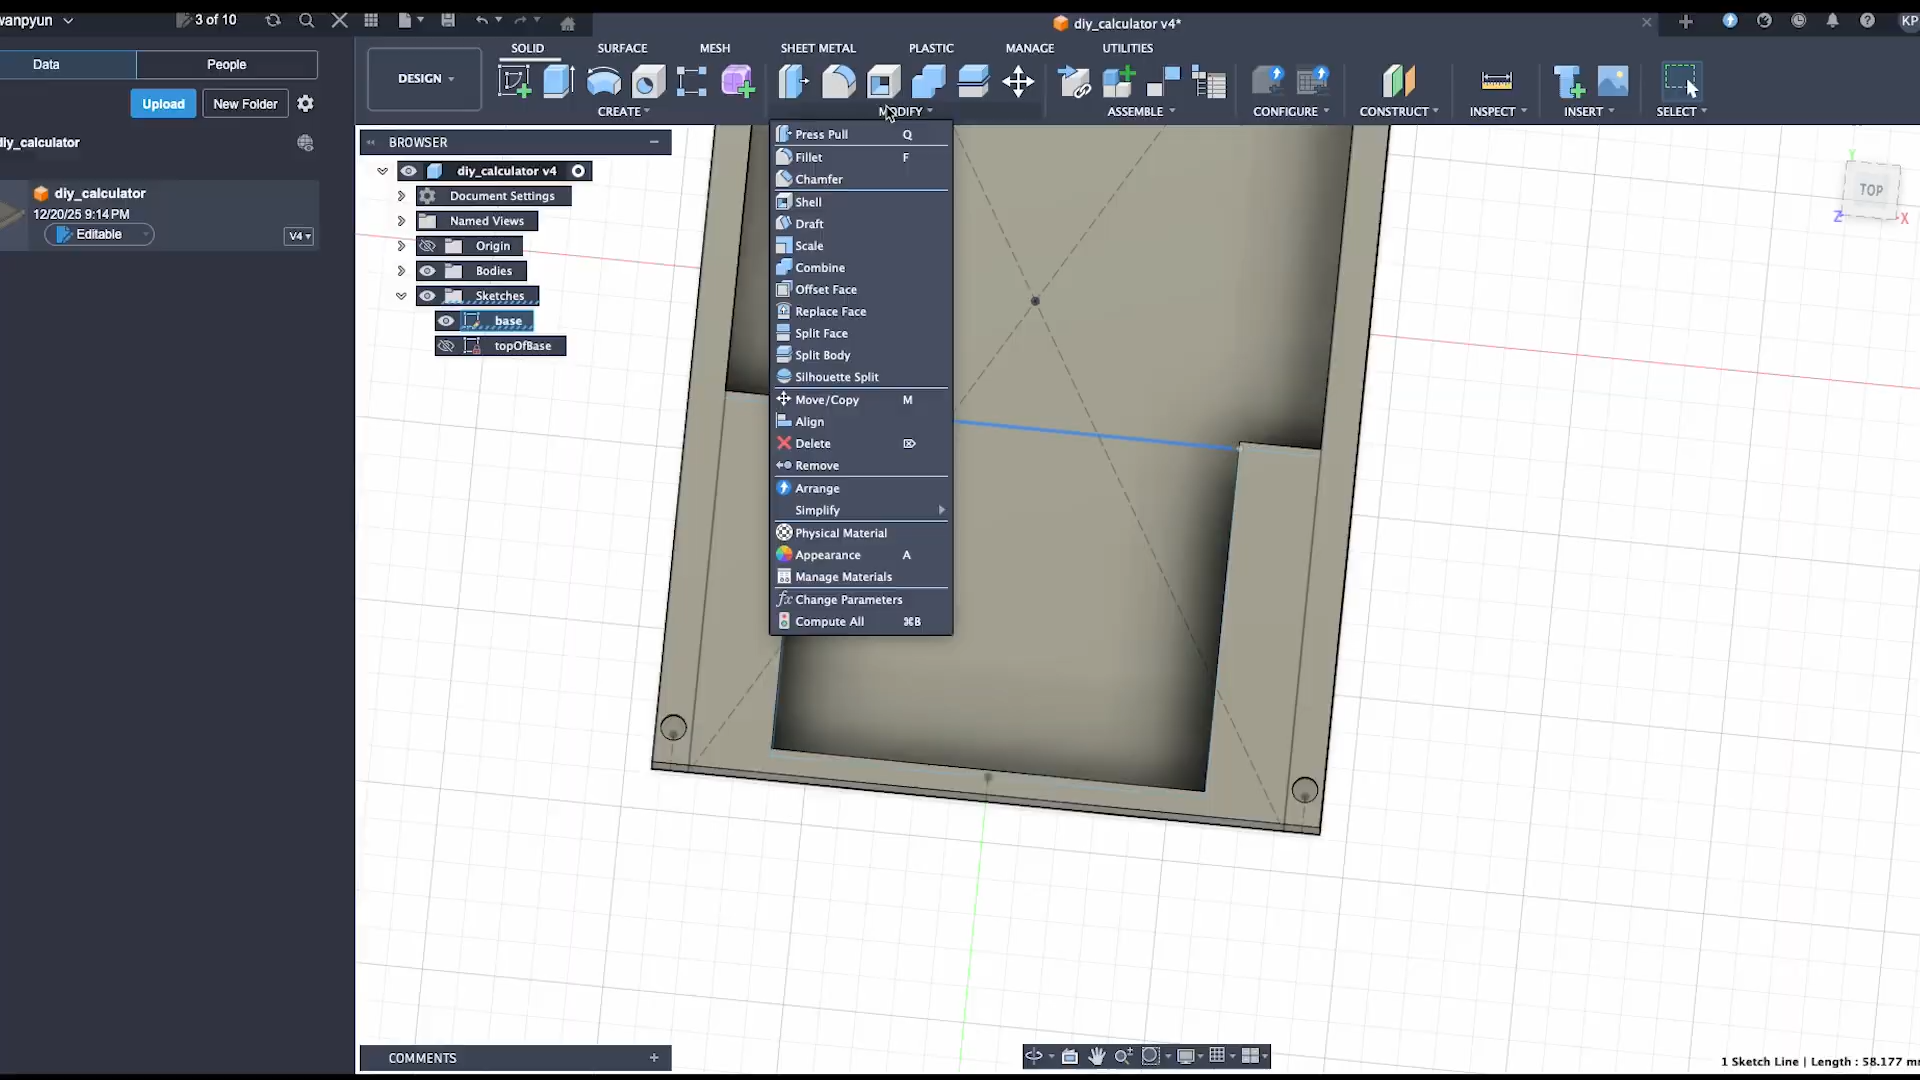 wanpyun
3 of 10
diy_calculator v4*
KP
Data
People
Upload
New Folder
diy_calculator
diy_calculator
12/20/25 9:14 PM
Editable
V4
DESIGN
SOLID
SURFACE
MESH
SHEET METAL
PLASTIC
MANAGE
UTILITIES
CREATE
MODIFY
ASSEMBLE
CONFIGURE
CONSTRUCT
INSPECT
INSERT
SELECT
BROWSER
diy_calculator v4
Document Settings
Named Views
Origin
Bodies
Sketches
base
topOfBase
Press Pull Q
Fillet F
Chamfer
Shell
Draft
Scale
Combine
Offset Face
Replace Face
Split Face
Split Body
Silhouette Split
Move/Copy M
Align
Delete ⌦
Remove
Arrange
Simplify
Physical Material
Appearance A
Manage Materials
Change Parameters
Compute All ⌘B
TOP
Y
Z
X
COMMENTS
1 Sketch Line | Length : 58.177 m